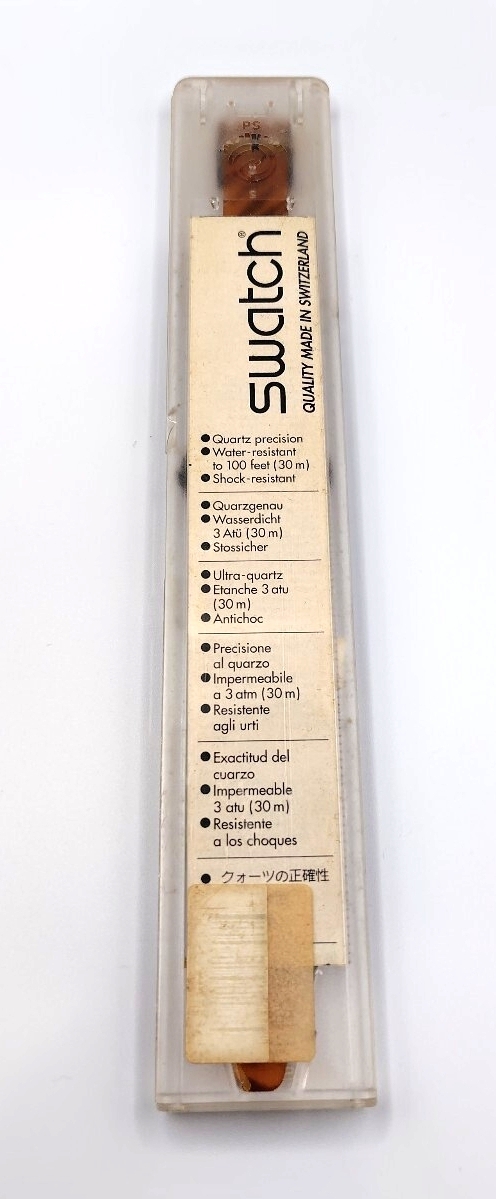 PS
swatch®
QUALITY MADE IN SWITZERLAND
● Quartz precision
● Water-resistant
to 100 feet (30 m)
● Shock-resistant
● Quarzgenau
● Wasserdicht
3 Atü (30 m)
● Stossicher
● Ultra-quartz
● Etanche 3 atu
(30 m)
● Antichoc
● Precisione
al quarzo
● Impermeabile
a 3 atm (30 m)
● Resistente
agli urti
● Exactitud del
cuarzo
● Impermeable
3 atu (30 m)
● Resistente
a los choques
● クォーツの正確性